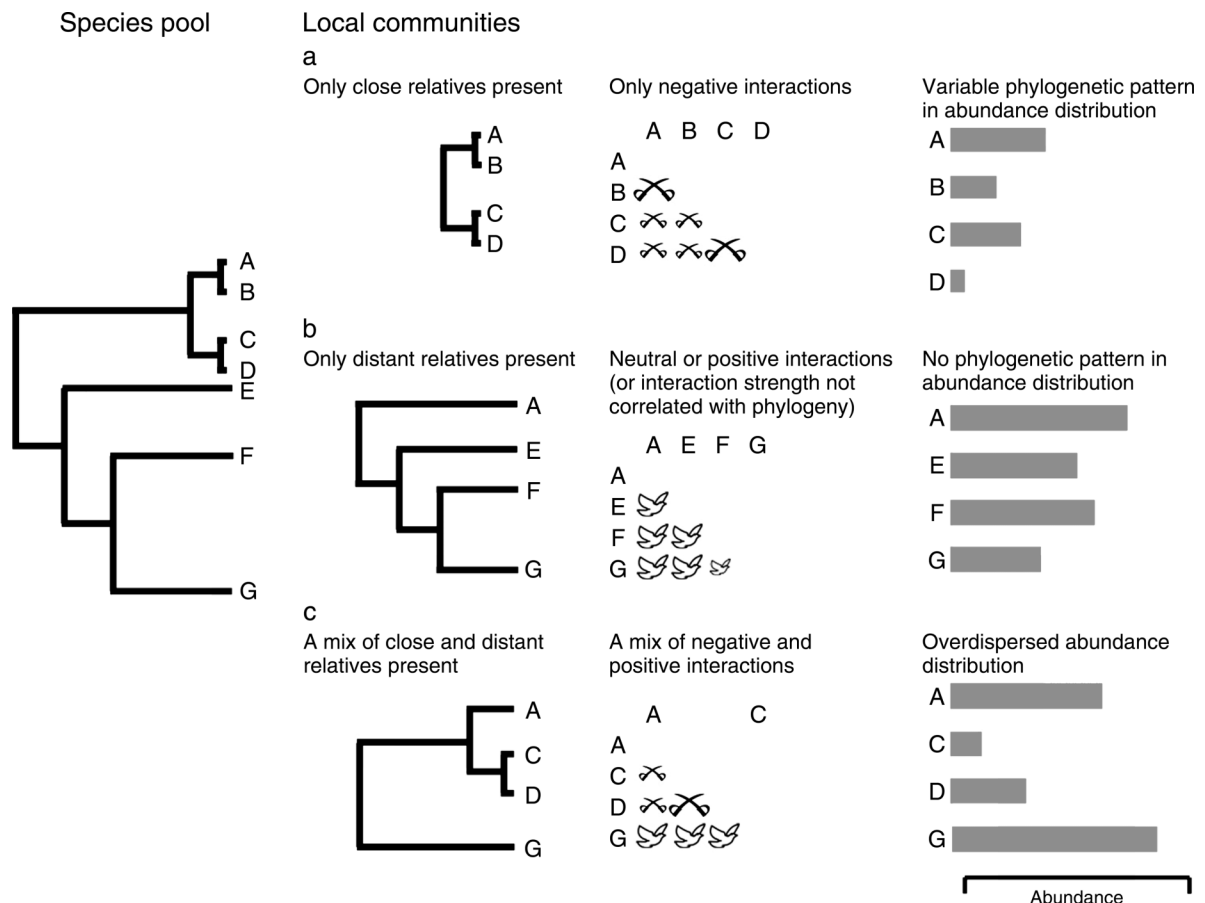 Species pool
Local communities
a
Only close relatives present
Only negative interactions
Variable phylogenetic pattern
in abundance distribution
A
B
C
D
A B C D
A
B
C
D
A
B
C
D
A
B
C
D
E
F
G
b
Only distant relatives present
Neutral or positive interactions
(or interaction strength not
correlated with phylogeny)
No phylogenetic pattern in
abundance distribution
A
E
F
G
A E F G
A
E
F
G
A
E
F
G
c
A mix of close and distant
relatives present
A mix of negative and
positive interactions
Overdispersed abundance
distribution
A
C
D
G
A C
A
C
D
G
A
C
D
G
Abundance